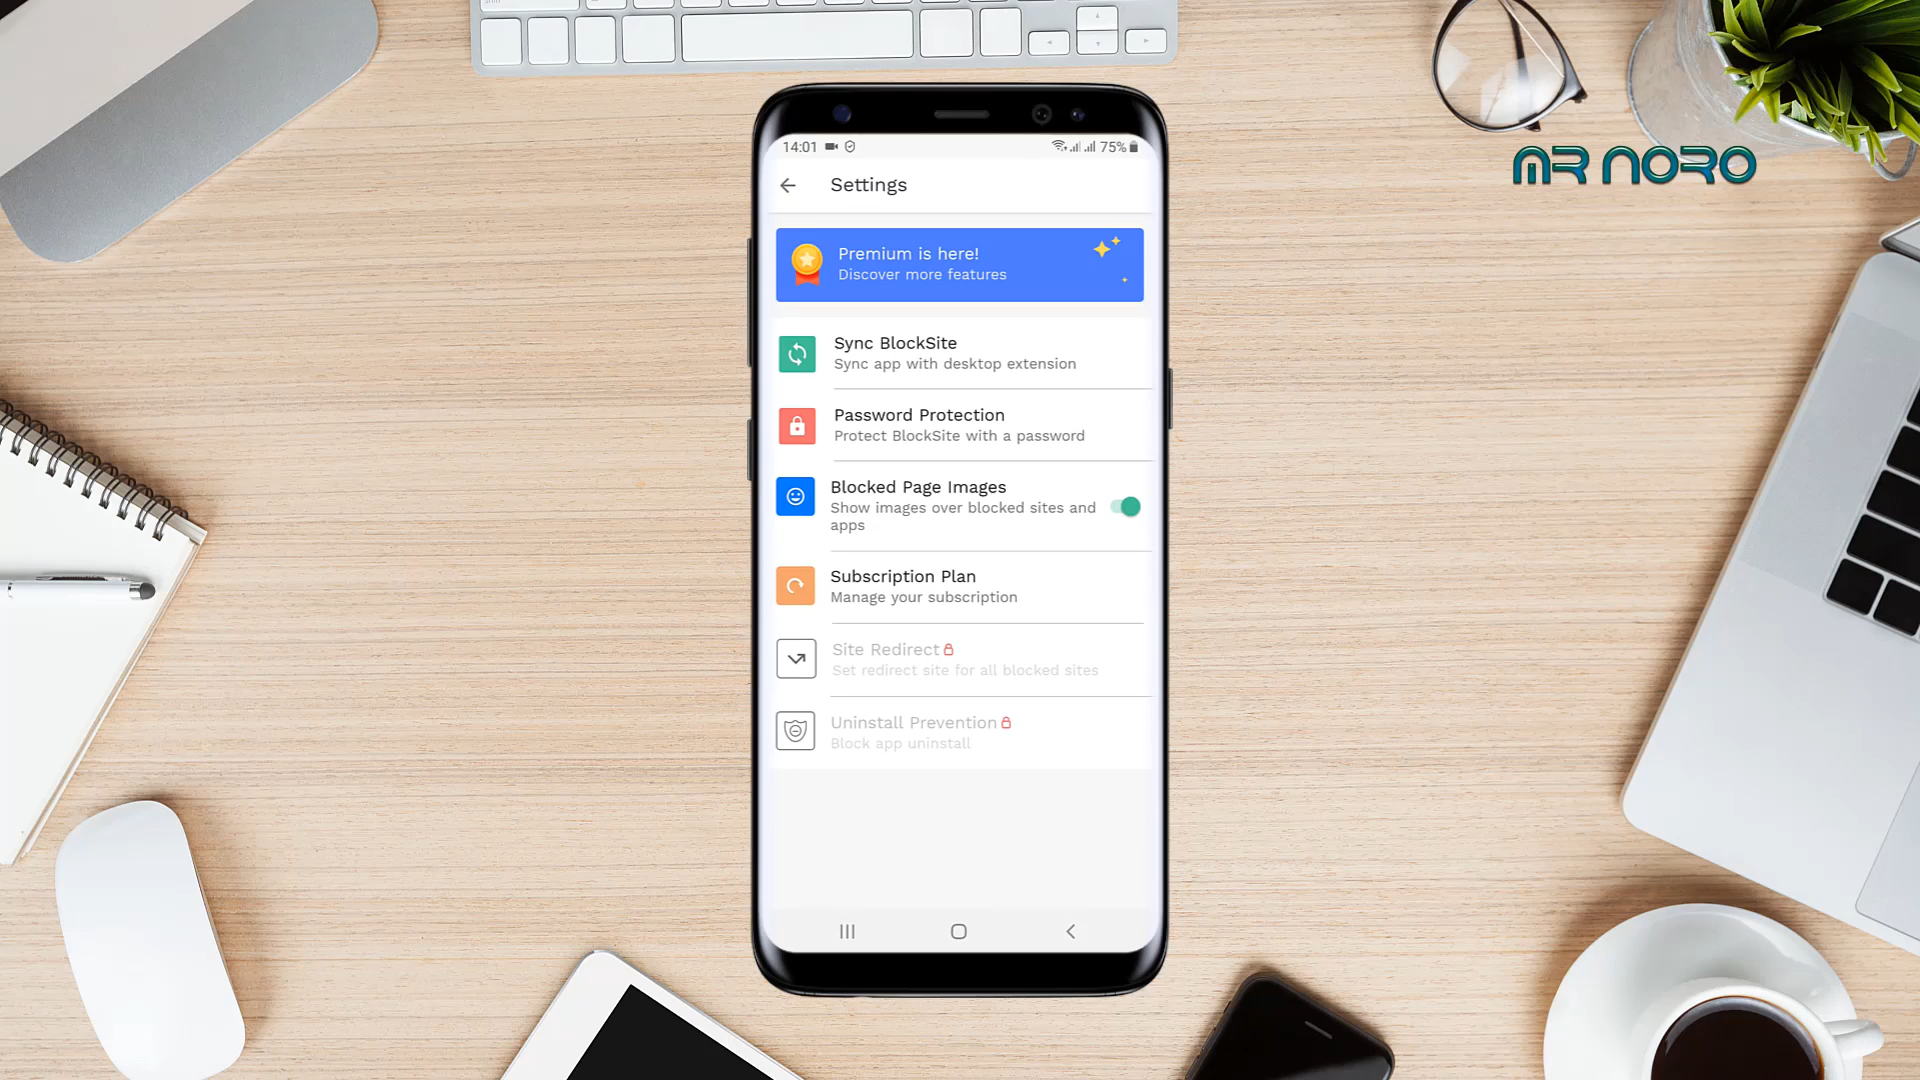 MR NORO
14:01
75%
Settings
Premium is here!
Discover more features
Sync BlockSite
Sync app with desktop extension
Password Protection
Protect BlockSite with a password
Blocked Page Images
Show images over blocked sites and
apps
Subscription Plan
Manage your subscription
Site Redirect
Set redirect site for all blocked sites
Uninstall Prevention
Block app uninstall